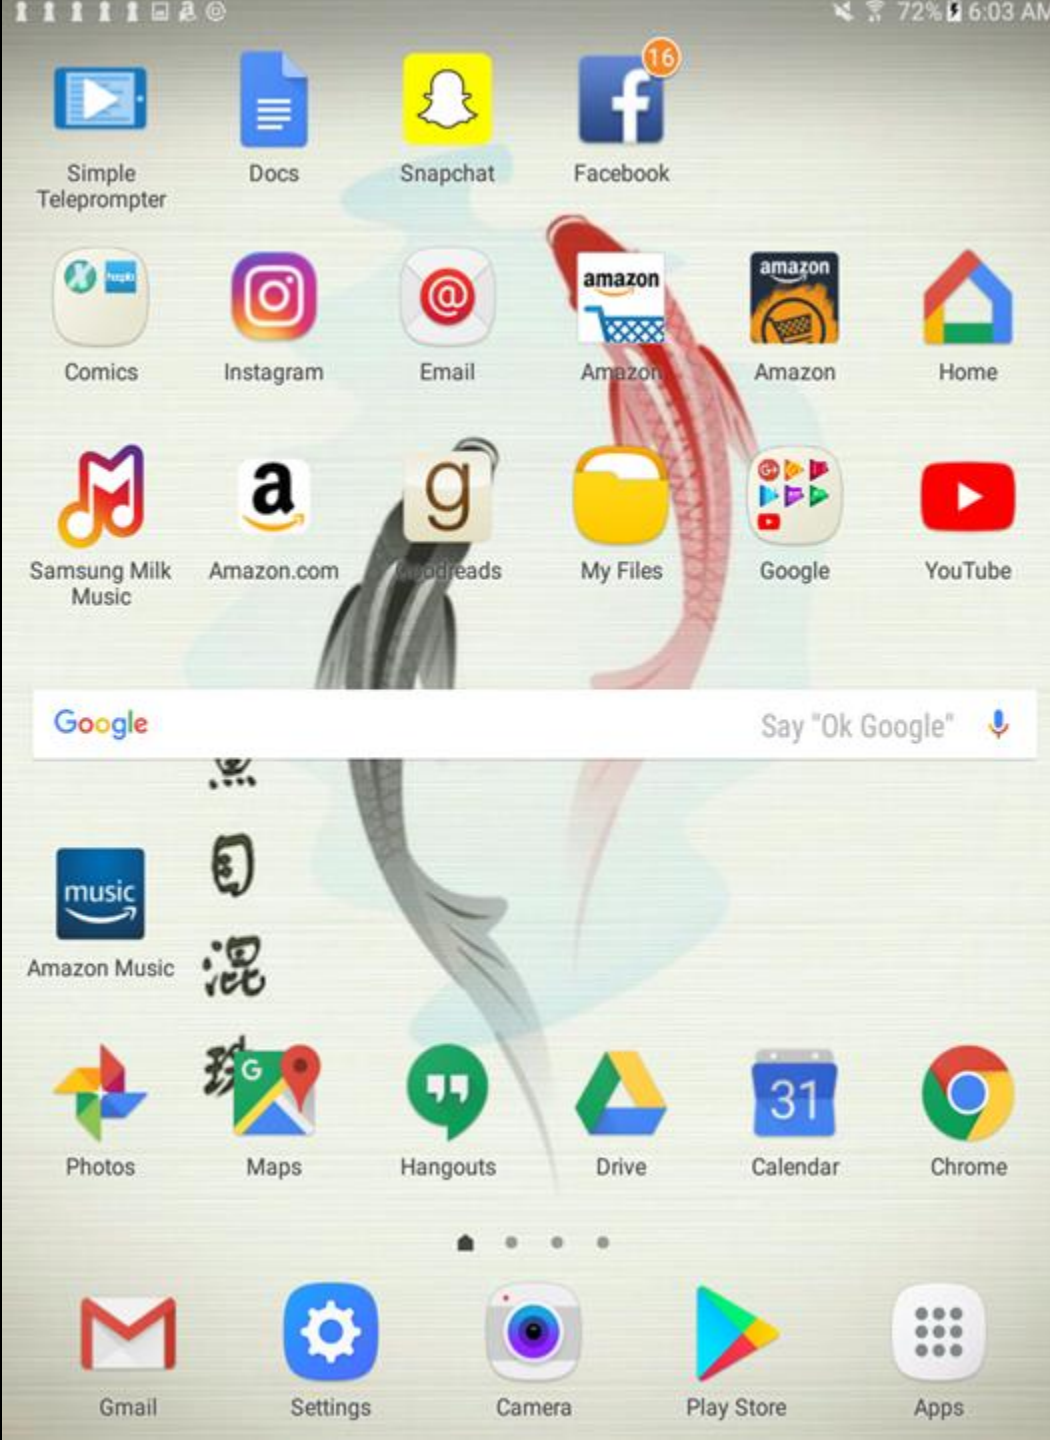 72% 6:03 AM
16
Simple Teleprompter
Docs
Snapchat
Facebook
hoopla
@
amazon
amazon
Comics
Instagram
Email
Amazon
Amazon
Home
a
g
Samsung Milk Music
Amazon.com
Goodreads
My Files
Google
YouTube
Google
Say "Ok Google"
music
混
Amazon Music
G
31
Photos
Maps
Hangouts
Drive
Calendar
Chrome
Gmail
Settings
Camera
Play Store
Apps